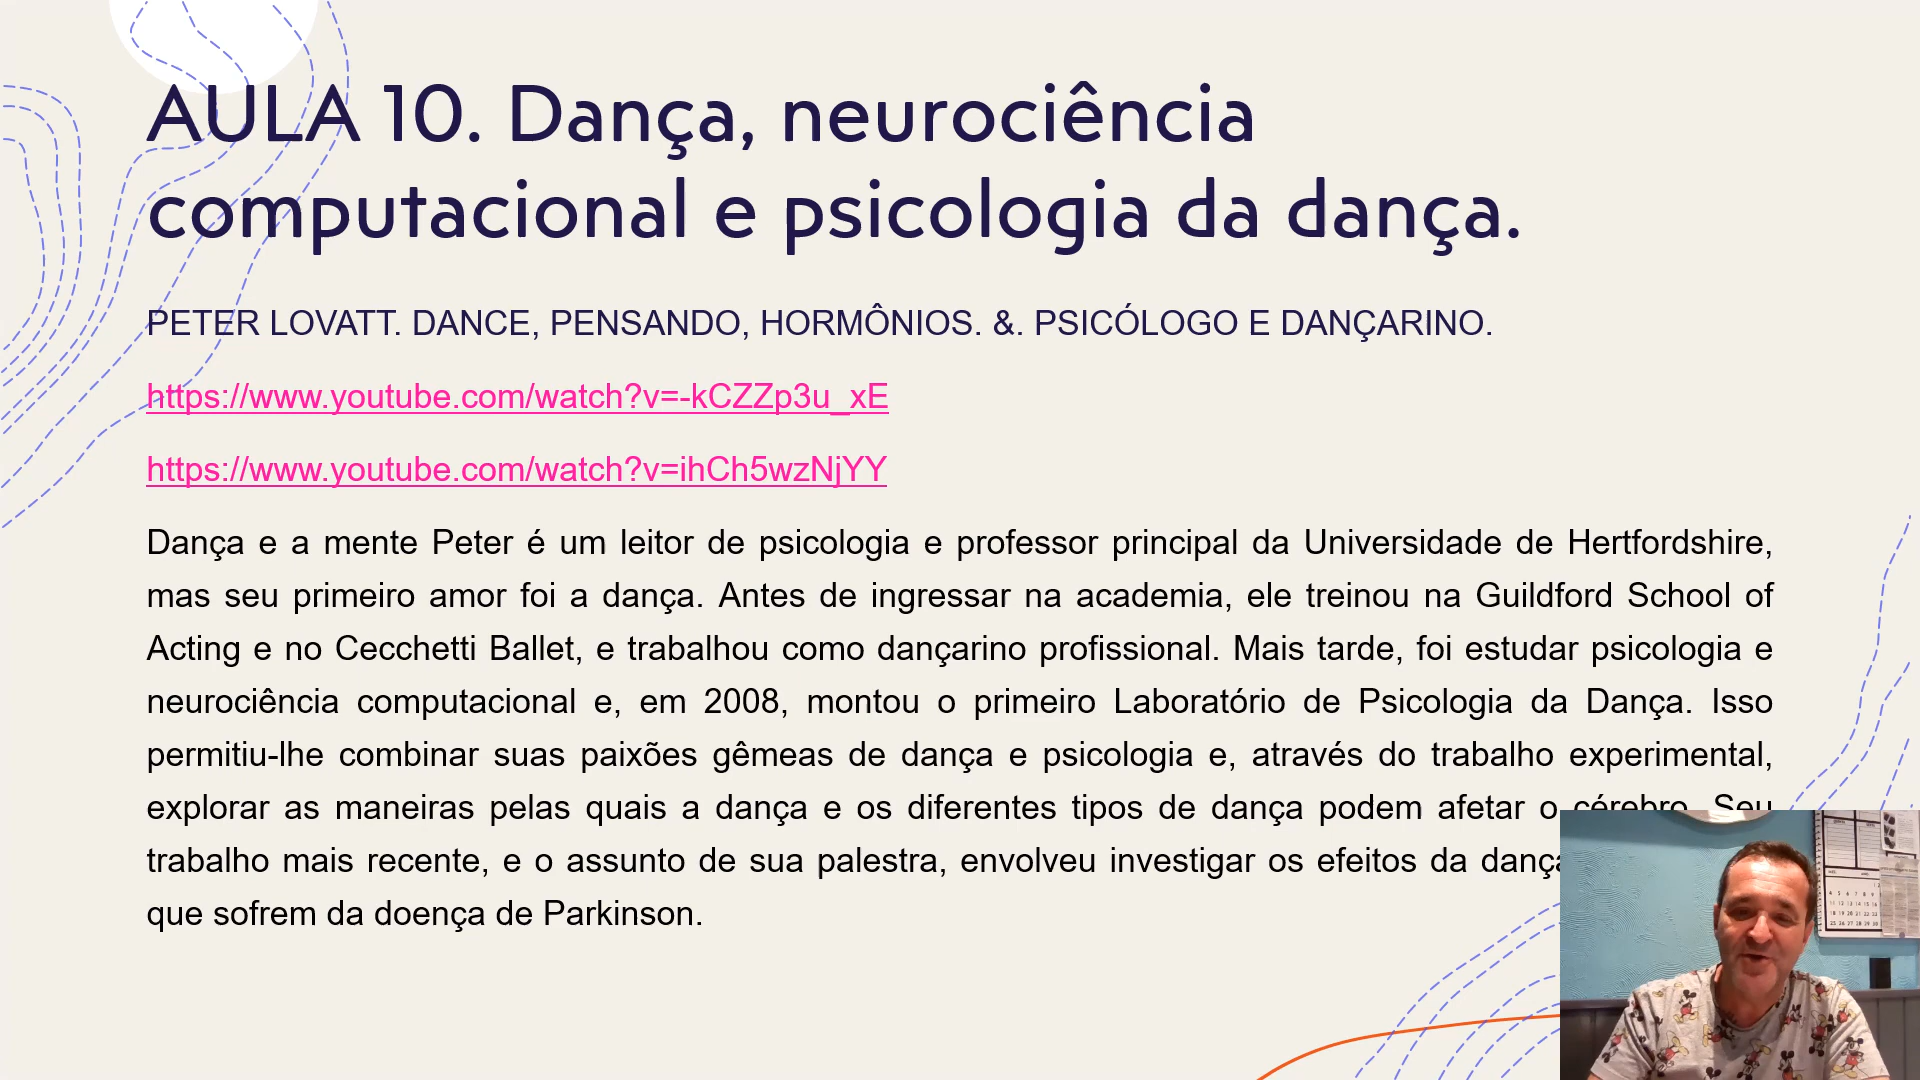 AULA 10. Dança, neurociência
computacional e psicologia da dança.
PETER LOVATT. DANCE, PENSANDO, HORMÔNIOS. &. PSICÓLOGO E DANÇARINO.
https://www.youtube.com/watch?v=-kCZZp3u_xE
https://www.youtube.com/watch?v=ihCh5wzNjYY
Dança e a mente Peter é um leitor de psicologia e professor principal da Universidade de Hertfordshire,
mas seu primeiro amor foi a dança. Antes de ingressar na academia, ele treinou na Guildford School of
Acting e no Cecchetti Ballet, e trabalhou como dançarino profissional. Mais tarde, foi estudar psicologia e
neurociência computacional e, em 2008, montou o primeiro Laboratório de Psicologia da Dança. Isso
permitiu-lhe combinar suas paixões gêmeas de dança e psicologia e, através do trabalho experimental,
explorar as maneiras pelas quais a dança e os diferentes tipos de dança podem afetar o cérebro. Seu
trabalho mais recente, e o assunto de sua palestra, envolveu investigar os efeitos da dança
que sofrem da doença de Parkinson.